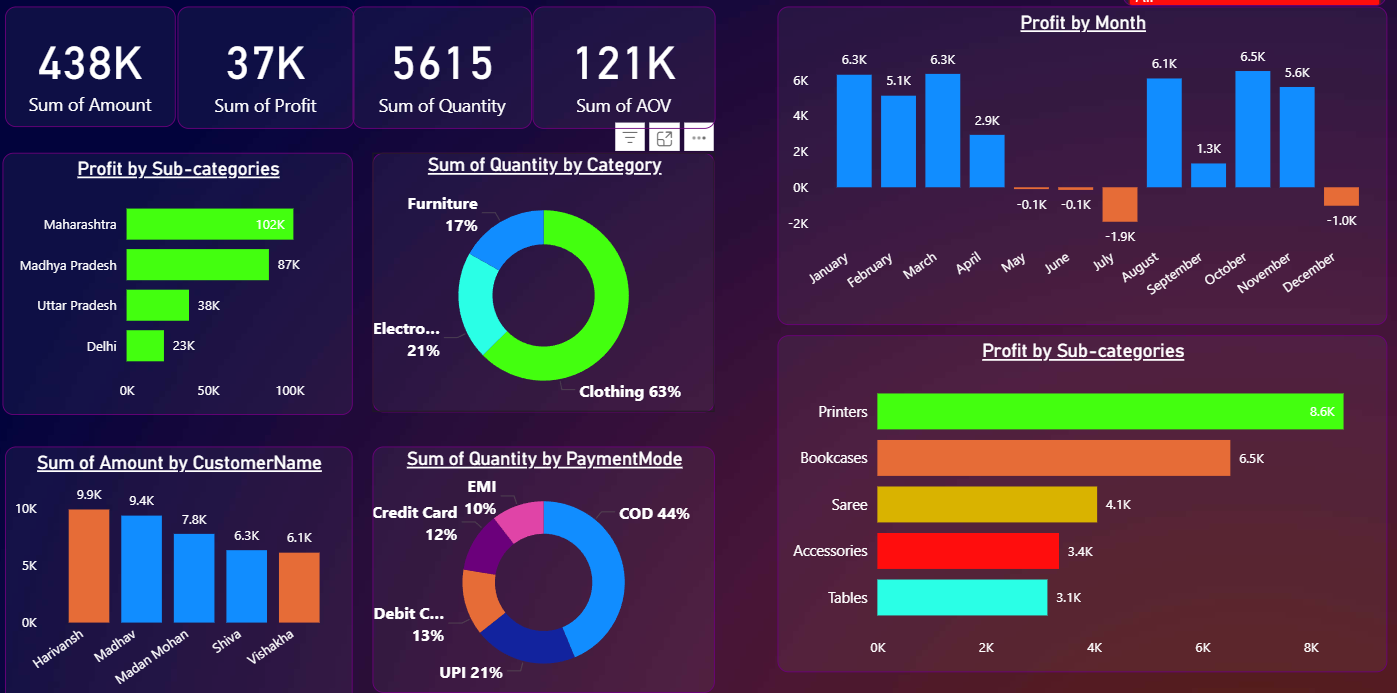 438K
Sum of Amount
37K
Sum of Profit
5615
Sum of Quantity
121K
Sum of AOV
Profit by Sub-categories
Maharashtra
102K
Madhya Pradesh
87K
Uttar Pradesh
38K
Delhi
23K
0K
50K
100K
Sum of Quantity by Category
Furniture
17%
Electro...
21%
Clothing 63%
Profit by Month
6K
4K
2K
0K
-2K
6.3K
5.1K
6.3K
2.9K
-0.1K
-0.1K
-1.9K
6.1K
1.3K
6.5K
5.6K
-1.0K
January
February
March
April
May
June
July
August
September
October
November
December
Sum of Amount by CustomerName
10K
5K
0K
9.9K
9.4K
7.8K
6.3K
6.1K
Harivansh
Madhav
Madan Mohan
Shiva
Vishakha
Sum of Quantity by PaymentMode
EMI
10%
Credit Card
12%
COD 44%
Debit C...
13%
UPI 21%
Profit by Sub-categories
Printers
8.6K
Bookcases
6.5K
Saree
4.1K
Accessories
3.4K
Tables
3.1K
0K
2K
4K
6K
8K